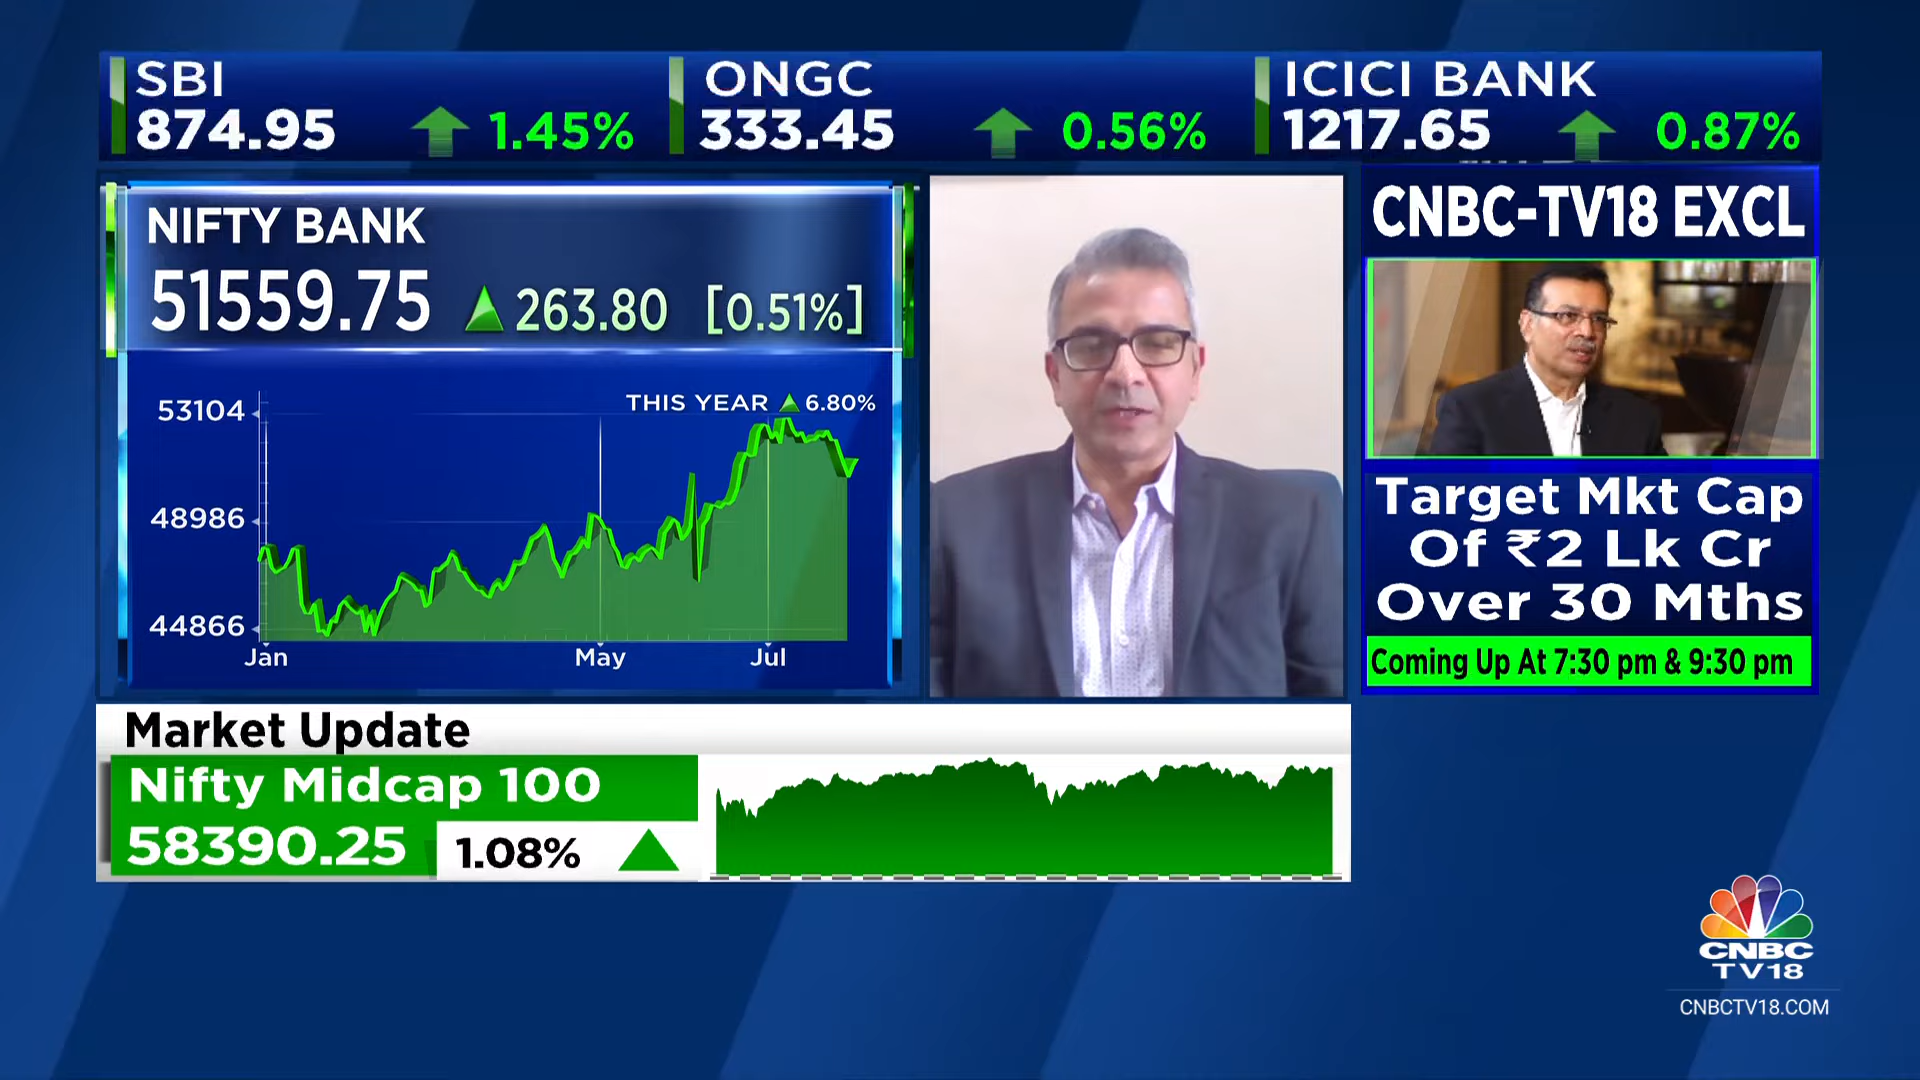 SBI
874.95 1.45%
ONGC
333.45 0.56%
ICICI BANK
1217.65 0.87%
NIFTY BANK
51559.75 263.80 [0.51%]
THIS YEAR 6.80%
53104
48986
44866
Jan May Jul
CNBC-TV18 EXCL
Target Mkt Cap
Of ₹2 Lk Cr
Over 30 Mths
Coming Up At 7:30 pm & 9:30 pm
Market Update
Nifty Midcap 100
58390.25 1.08%
CNBC
TV18
CNBCTV18.COM